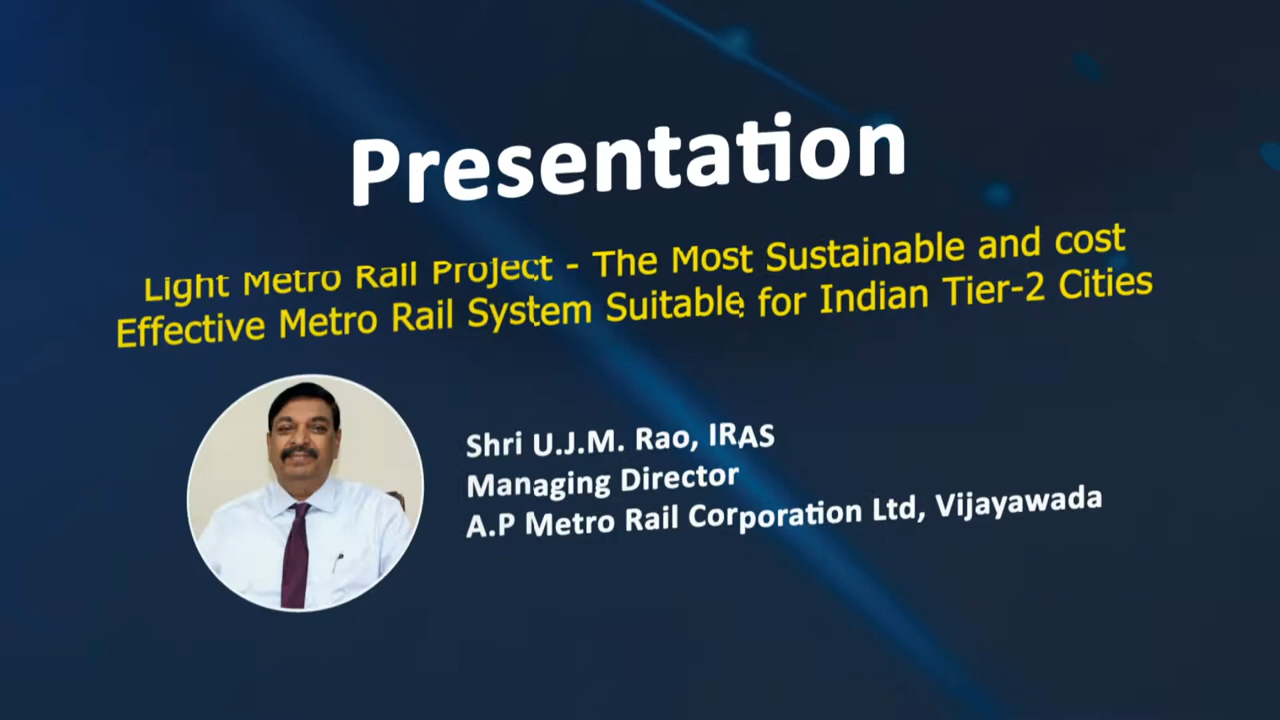 Presentation
Light Metro Rail Project - The Most Sustainable and cost
Effective Metro Rail System Suitable for Indian Tier-2 Cities
Shri U.J.M. Rao, IRAS
Managing Director
A.P Metro Rail Corporation Ltd, Vijayawada